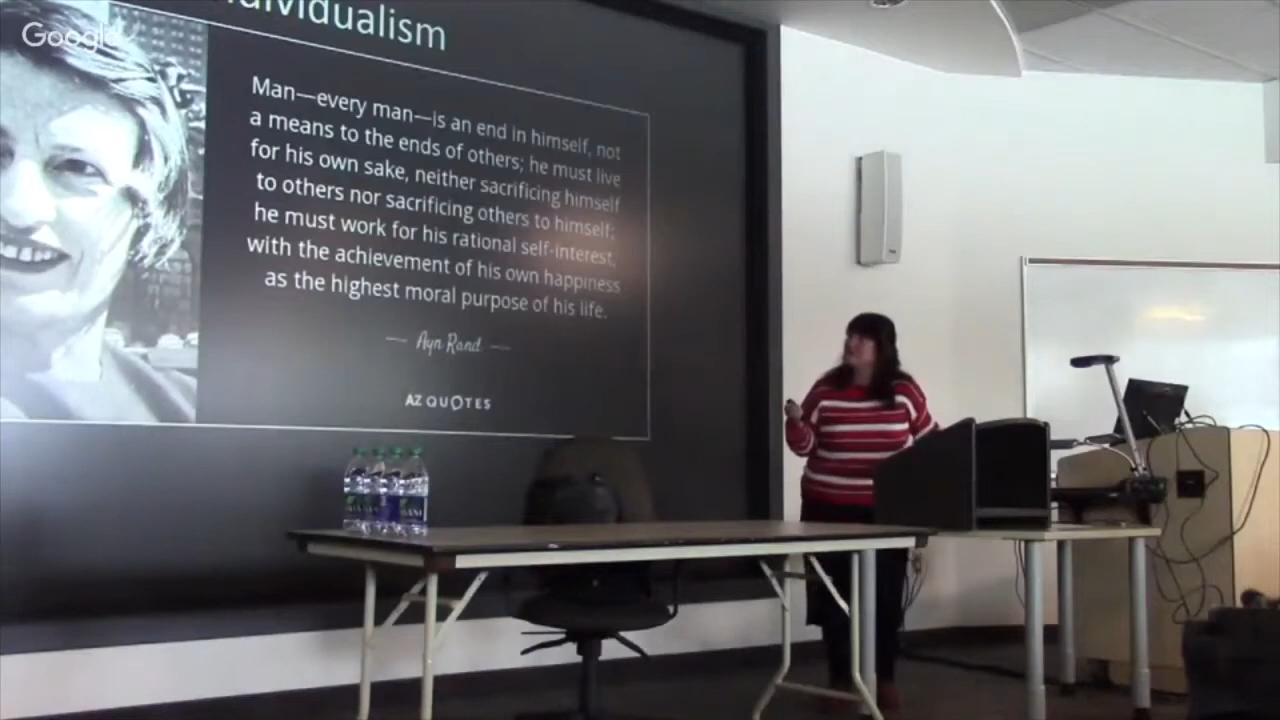 Google
dividualism
Man—every man—is an end in himself, not
a means to the ends of others; he must live
for his own sake, neither sacrificing himself
to others nor sacrificing others to himself;
he must work for his rational self-interest,
with the achievement of his own happiness
as the highest moral purpose of his life.
— Ayn Rand —
AZ QUOTES